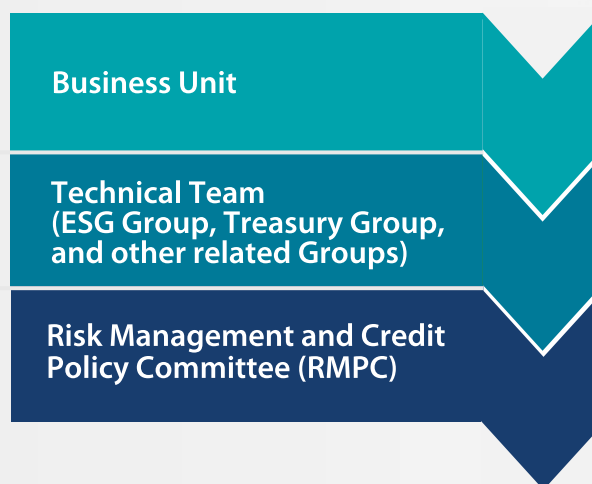 Business Unit
Technical Team
(ESG Group, Treasury Group,
and other related Groups)
Risk Management and Credit
Policy Committee (RMPC)